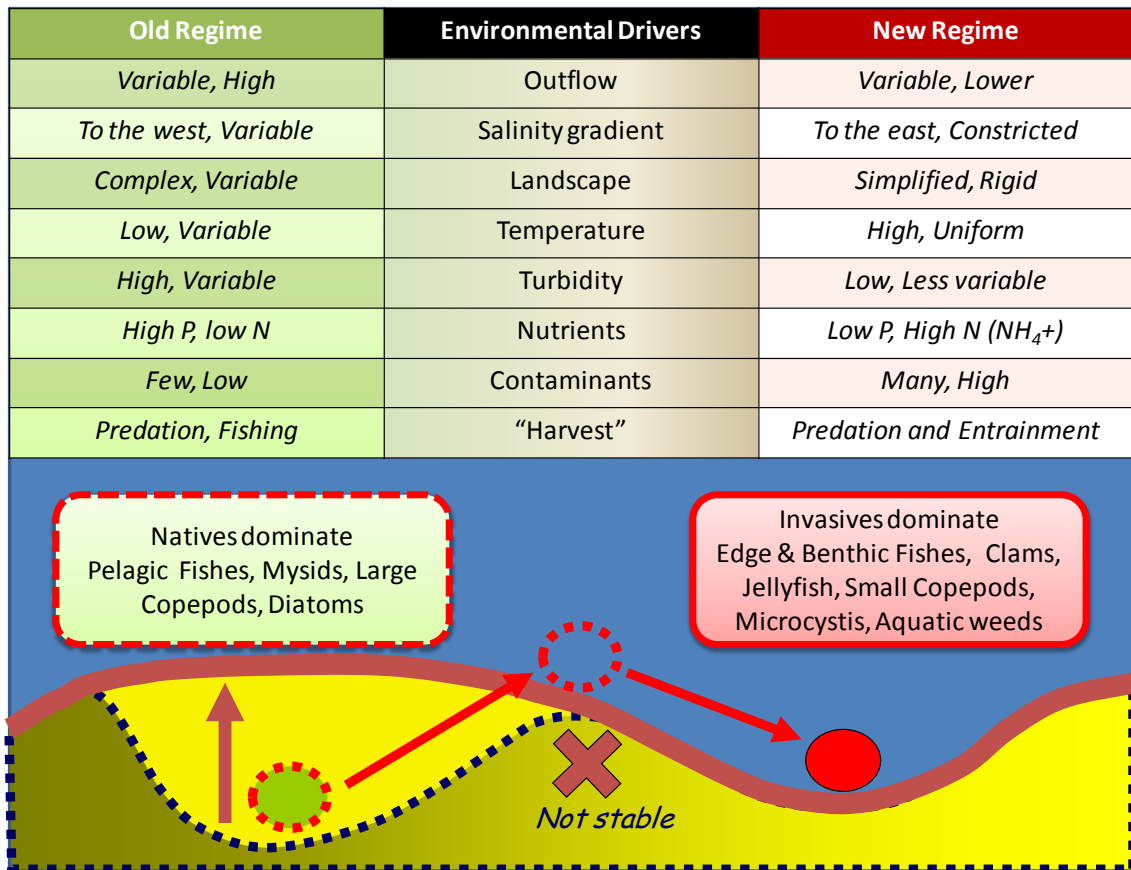 Old Regime Environmental Drivers New Regime
Variable, High Outflow Variable, Lower
To the west, Variable Salinity gradient To the east, Constricted
Complex, Variable Landscape Simplified, Rigid
Low, Variable Temperature High, Uniform
High, Variable Turbidity Low, Less variable
High P, low N Nutrients Low P, High N (NH₄+)
Few, Low Contaminants Many, High
Predation, Fishing “Harvest” Predation and Entrainment
Natives dominate
Pelagic Fishes, Mysids, Large
Copepods, Diatoms
Invasives dominate
Edge & Benthic Fishes, Clams,
Jellyfish, Small Copepods,
Microcystis, Aquatic weeds
Not stable